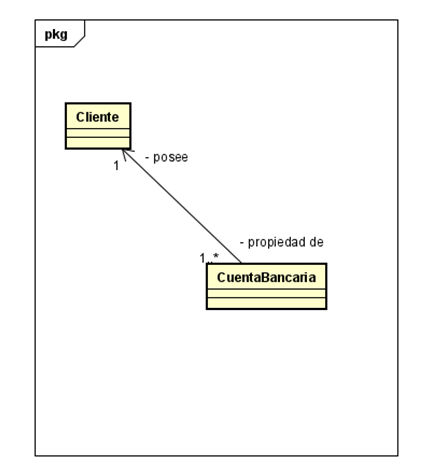 pkg
Cliente
1
- posee
- propiedad de
1..*
CuentaBancaria